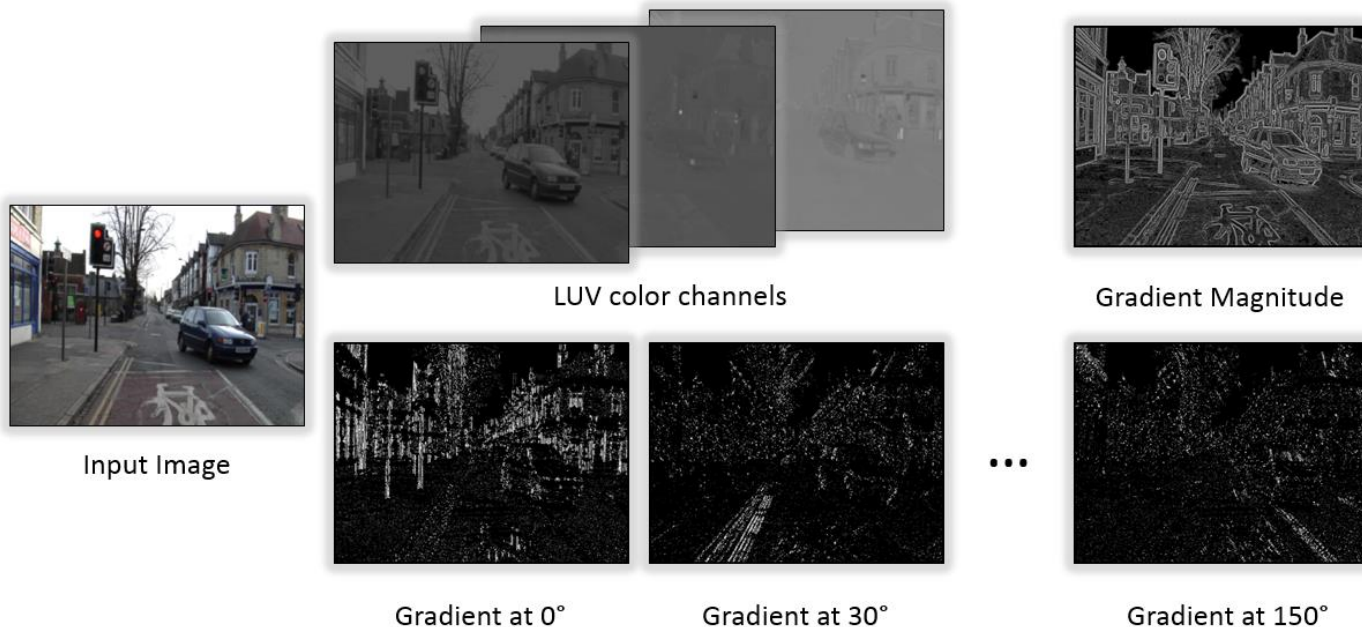 LUV color channels
Gradient Magnitude
Input Image
...
Gradient at 0°
Gradient at 30°
Gradient at 150°